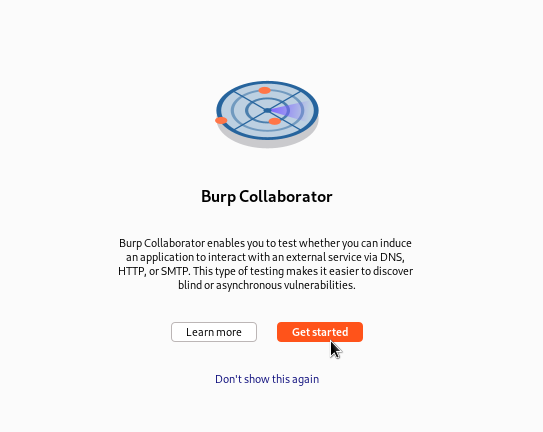 Burp Collaborator
Burp Collaborator enables you to test whether you can induce
an application to interact with an external service via DNS,
HTTP, or SMTP. This type of testing makes it easier to discover
blind or asynchronous vulnerabilities.
Learn more
Get started
Don't show this again